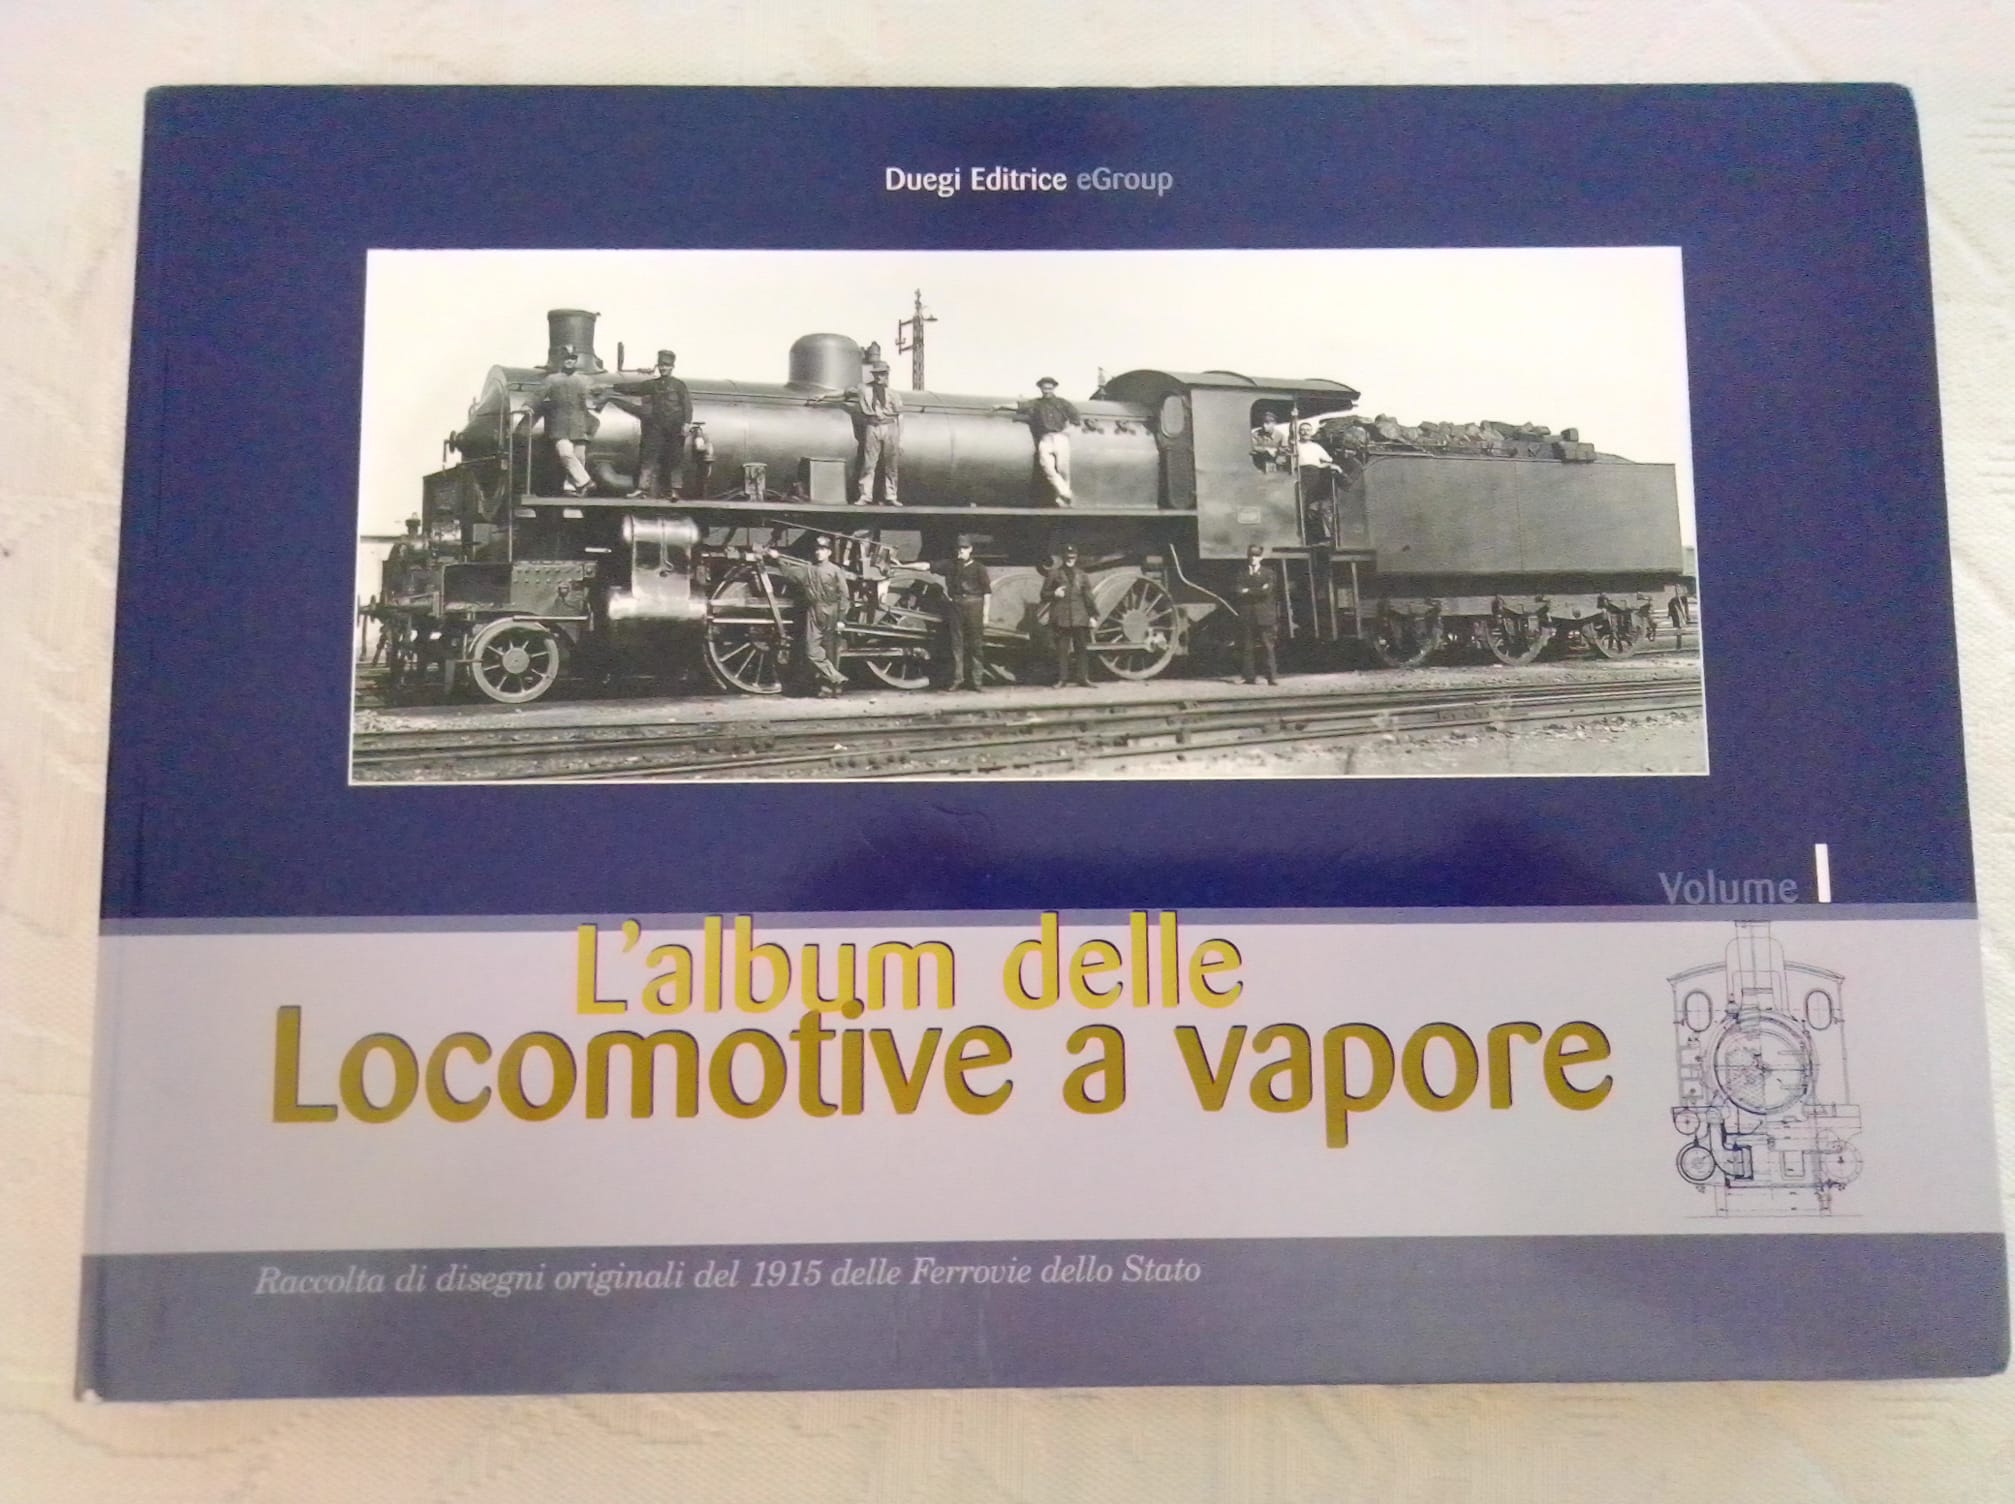 Duegi Editrice eGroup
Volume I
L'album delle
Locomotive a vapore
Raccolta di disegni originali del 1915 delle Ferrovie dello Stato